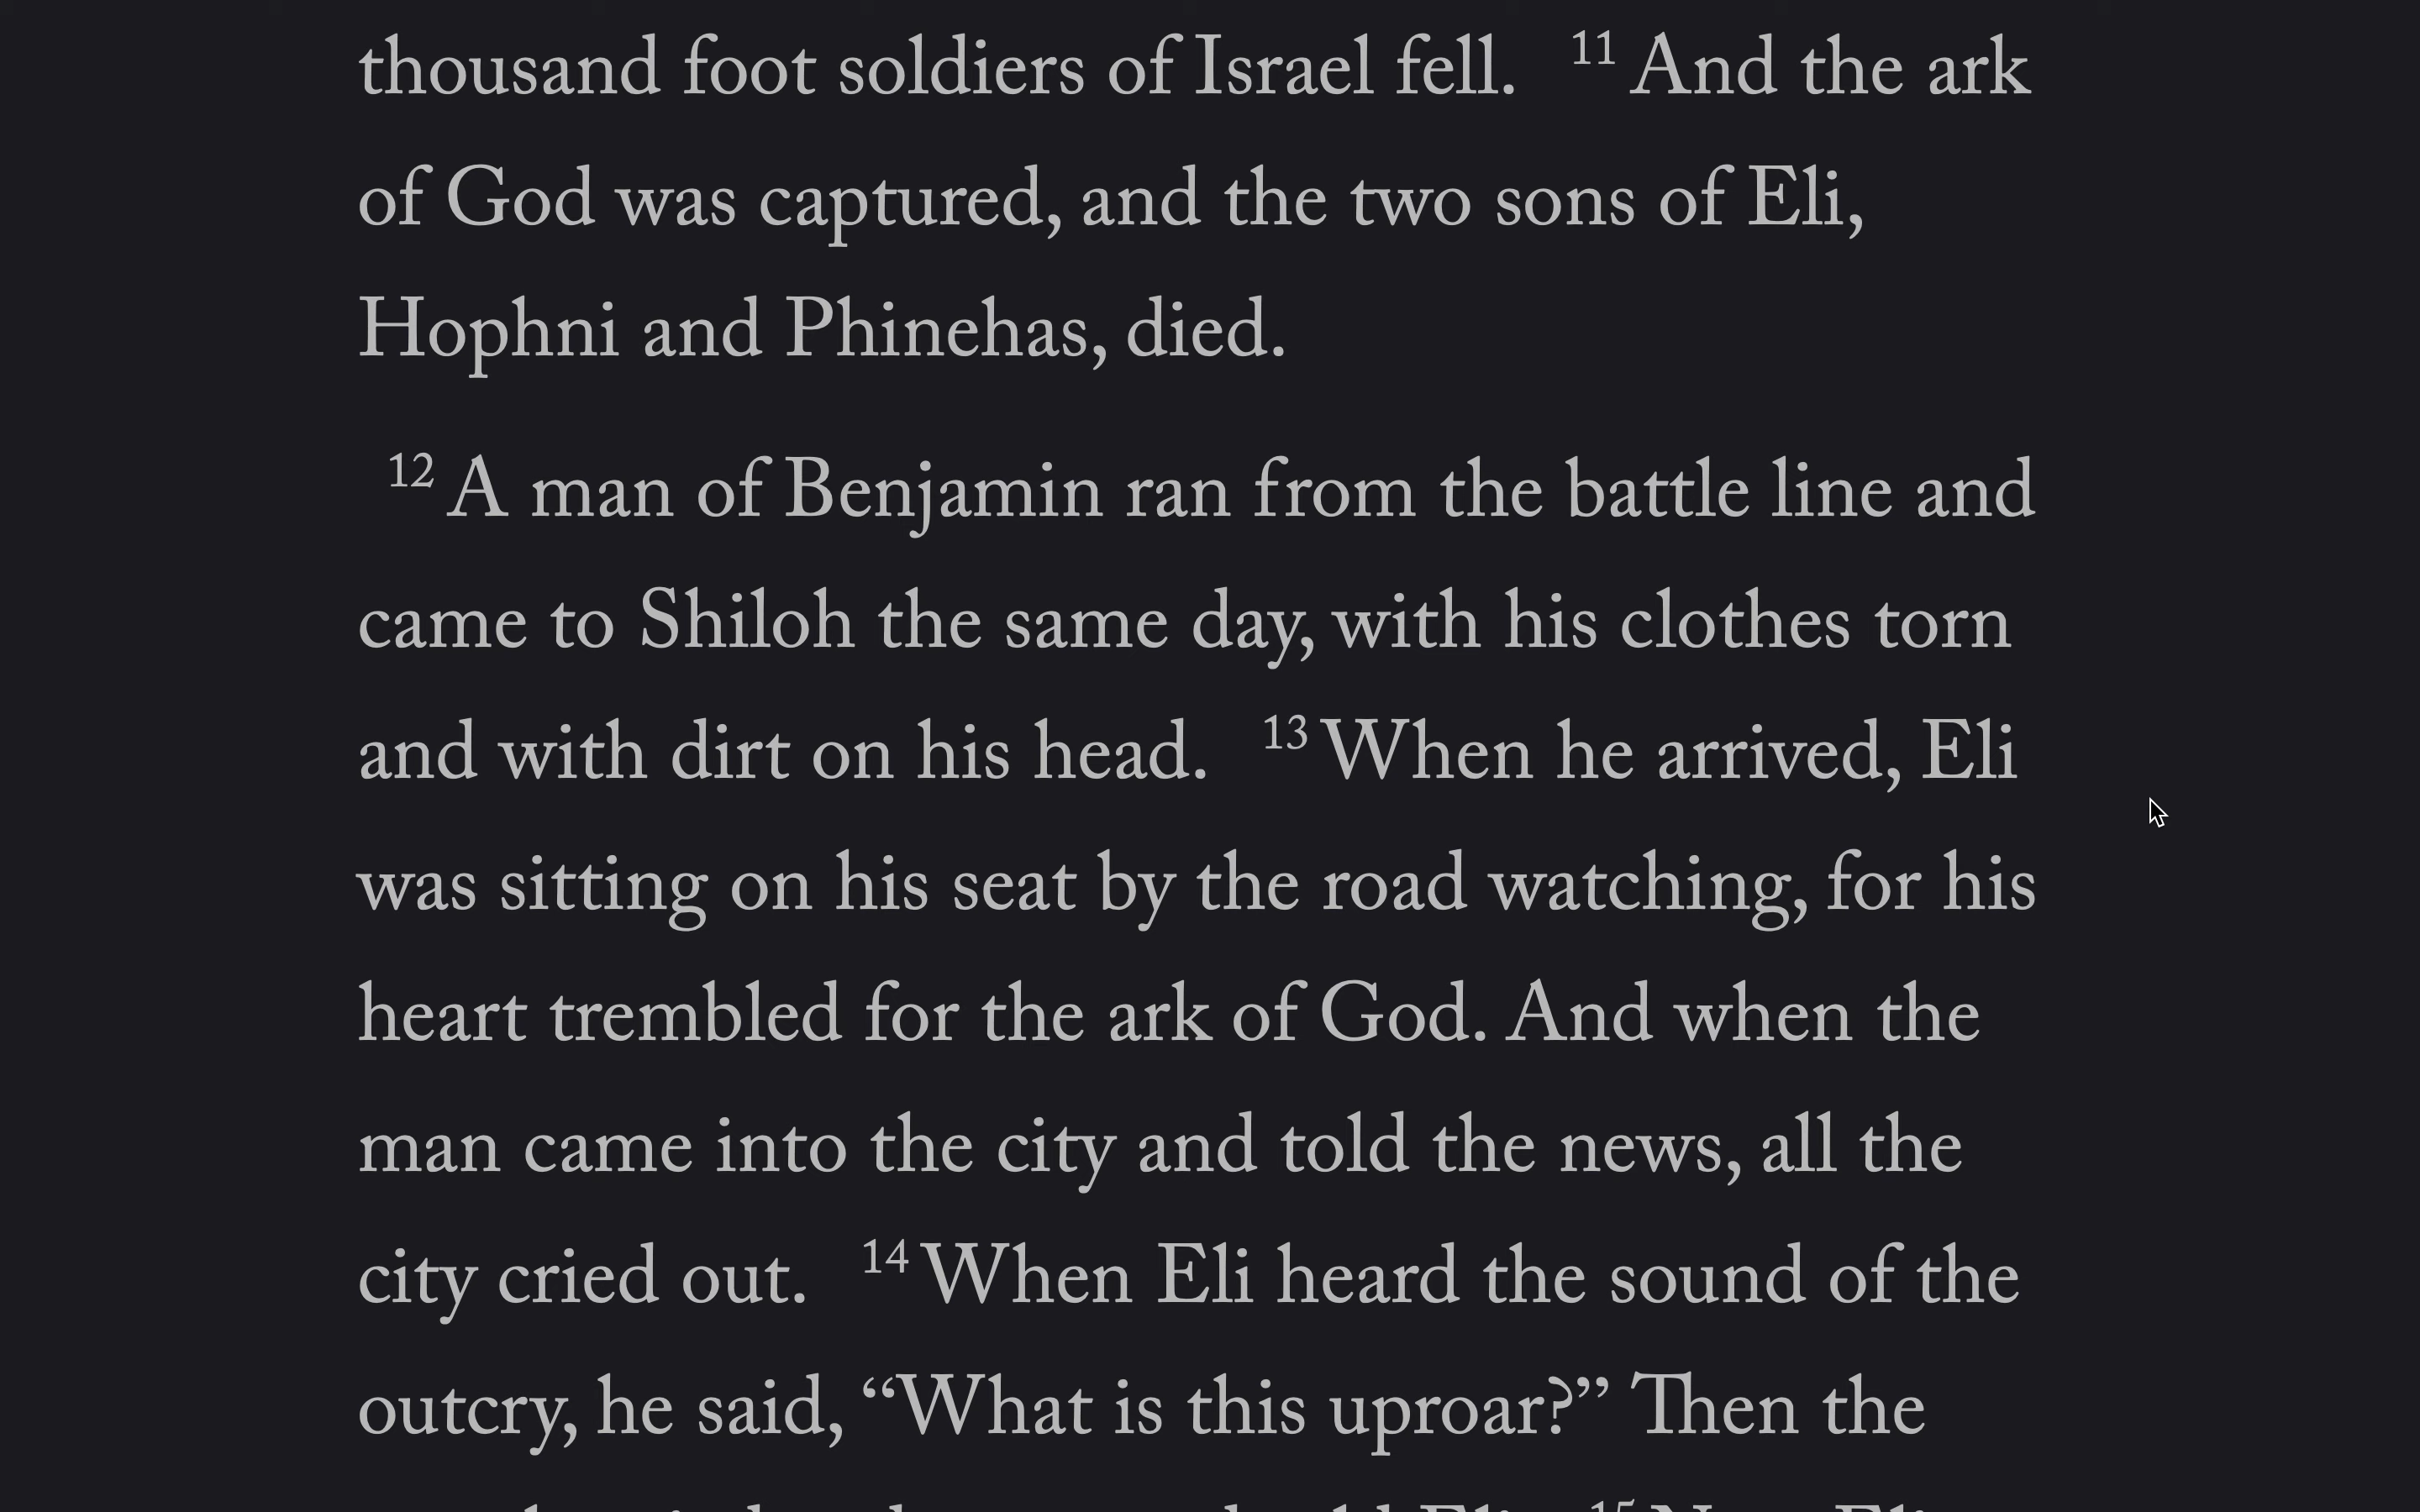 thousand foot soldiers of Israel fell. 11 And the ark
of God was captured, and the two sons of Eli,
Hophni and Phinehas, died.
12 A man of Benjamin ran from the battle line and
came to Shiloh the same day, with his clothes torn
and with dirt on his head. 13 When he arrived, Eli
was sitting on his seat by the road watching, for his
heart trembled for the ark of God. And when the
man came into the city and told the news, all the
city cried out. 14 When Eli heard the sound of the
outcry, he said, “What is this uproar?” Then the